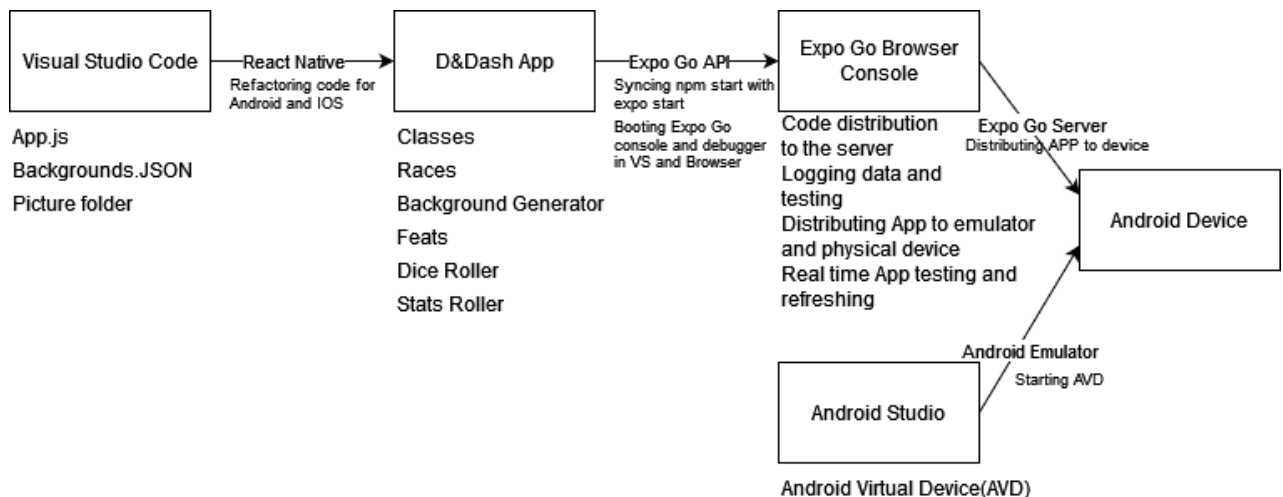 Visual Studio Code
App.js
Backgrounds.JSON
Picture folder
React Native
Refactoring code for
Android and IOS
D&Dash App
Classes
Races
Background Generator
Feats
Dice Roller
Stats Roller
Expo Go API
Syncing npm start with
expo start
Booting Expo Go
console and debugger
in VS and Browser
Expo Go Browser
Console
Code distribution
to the server
Logging data and
testing
Distributing App to emulator
and physical device
Real time App testing and
refreshing
Expo Go Server
Distributing APP to device
Android Device
Android Emulator
Starting AVD
Android Studio
Android Virtual Device(AVD)